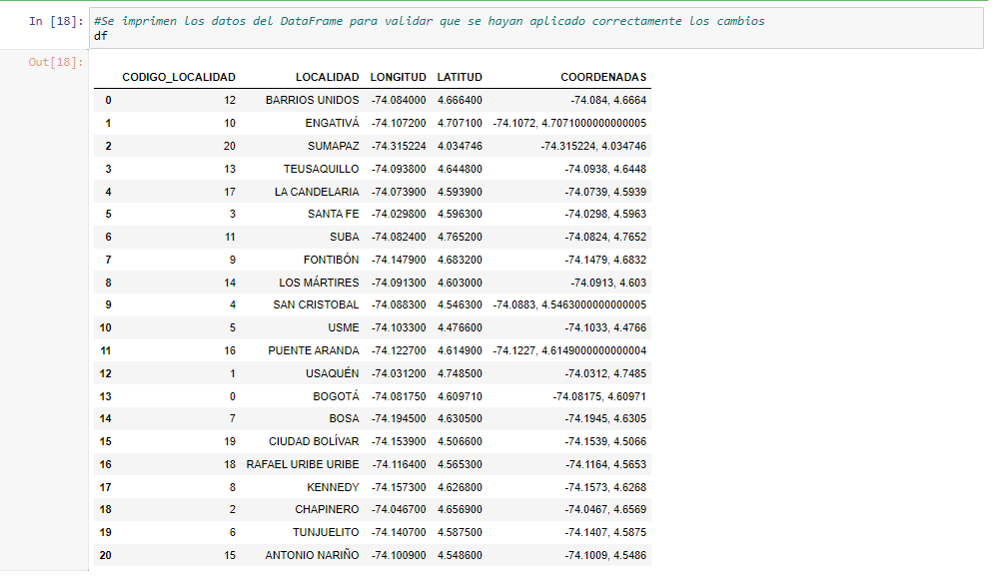 In [18]: #Se imprimen los datos del DataFrame para validar que se hayan aplicado correctamente los cambios
df
Out[18]:
CODIGO_LOCALIDAD LOCALIDAD LONGITUD LATITUD COORDENADAS
0 12 BARRIOS UNIDOS -74.084000 4.666400 -74.084, 4.6664
1 10 ENGATIVÁ -74.107200 4.707100 -74.1072, 4.7071000000000005
2 20 SUMAPAZ -74.315224 4.034746 -74.315224, 4.034746
3 13 TEUSAQUILLO -74.093800 4.644800 -74.0938, 4.6448
4 17 LA CANDELARIA -74.073900 4.593900 -74.0739, 4.5939
5 3 SANTA FE -74.029800 4.596300 -74.0298, 4.5963
6 11 SUBA -74.082400 4.765200 -74.0824, 4.7652
7 9 FONTIBÓN -74.147900 4.683200 -74.1479, 4.6832
8 14 LOS MÁRTIRES -74.091300 4.603000 -74.0913, 4.603
9 4 SAN CRISTOBAL -74.088300 4.546300 -74.0883, 4.5463000000000005
10 5 USME -74.103300 4.476600 -74.1033, 4.4766
11 16 PUENTE ARANDA -74.122700 4.614900 -74.1227, 4.6149000000000004
12 1 USAQUÉN -74.031200 4.748500 -74.0312, 4.7485
13 0 BOGOTÁ -74.081750 4.609710 -74.08175, 4.60971
14 7 BOSA -74.194500 4.630500 -74.1945, 4.6305
15 19 CIUDAD BOLÍVAR -74.153900 4.506600 -74.1539, 4.5066
16 18 RAFAEL URIBE URIBE -74.116400 4.565300 -74.1164, 4.5653
17 8 KENNEDY -74.157300 4.626800 -74.1573, 4.6268
18 2 CHAPINERO -74.046700 4.656900 -74.0467, 4.6569
19 6 TUNJUELITO -74.140700 4.587500 -74.1407, 4.5875
20 15 ANTONIO NARIÑO -74.100900 4.548600 -74.1009, 4.5486